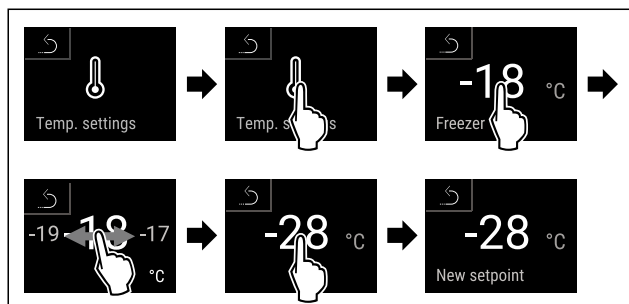 Temp. settings
Temp.
-18 °C
Freezer
-19 -18 -17
°C
-28 °C
-28 °C
New setpoint